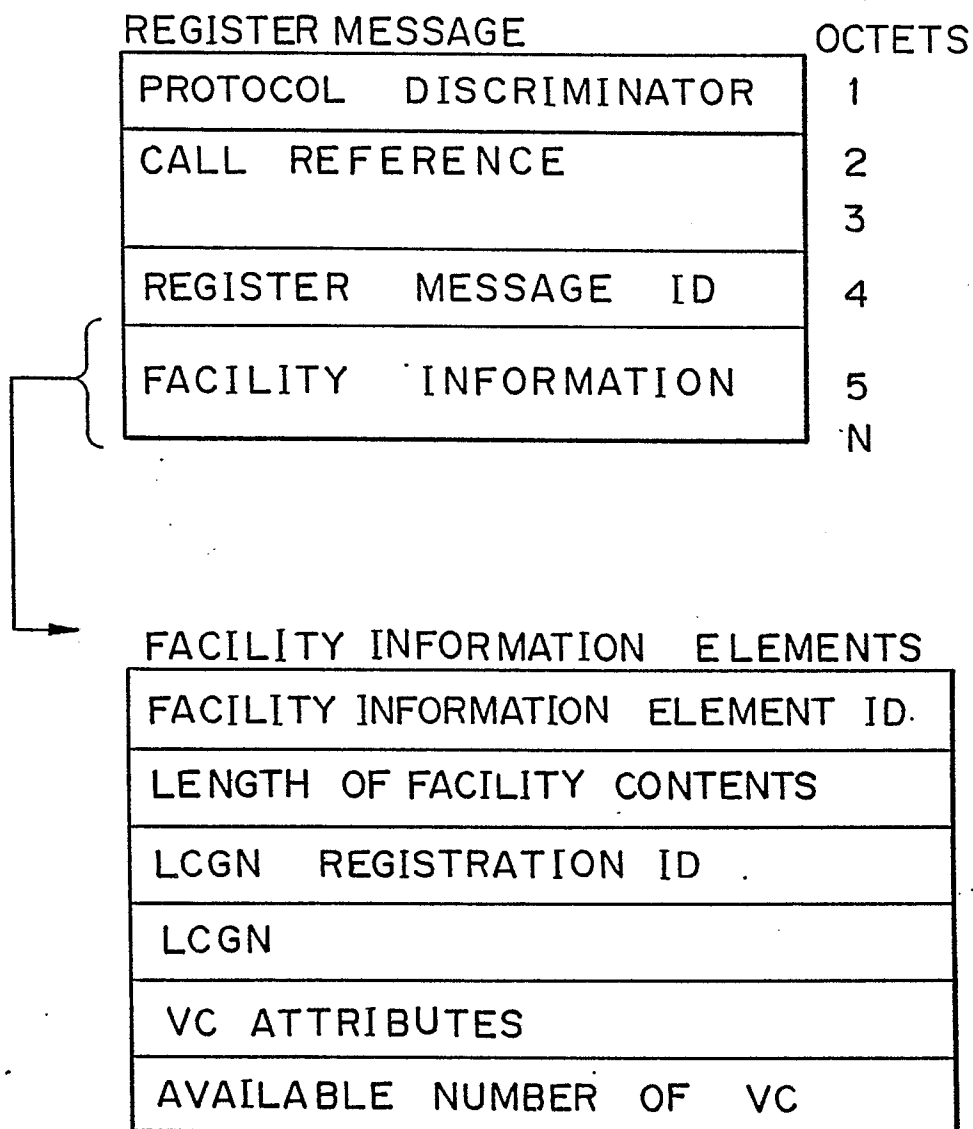 REGISTER MESSAGE OCTETS
PROTOCOL DISCRIMINATOR 1
CALL REFERENCE 2
3
REGISTER MESSAGE ID 4
FACILITY INFORMATION 5
N
FACILITY INFORMATION ELEMENTS
FACILITY INFORMATION ELEMENT ID
LENGTH OF FACILITY CONTENTS
LCGN REGISTRATION ID
LCGN
VC ATTRIBUTES
AVAILABLE NUMBER OF VC